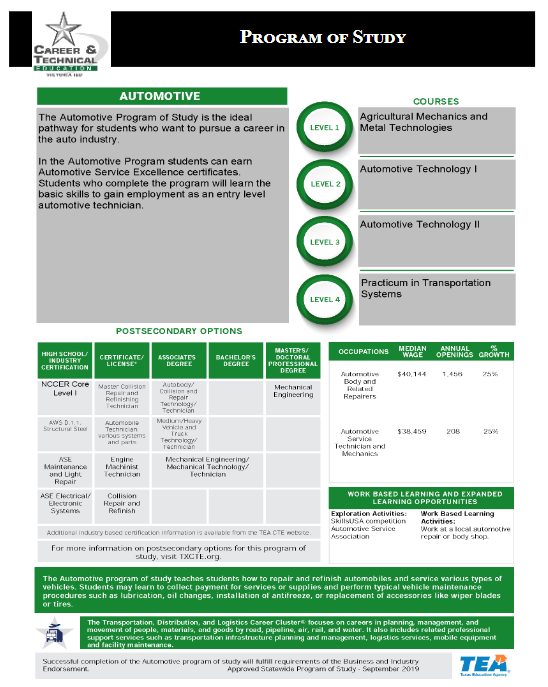 PROGRAM OF STUDY
CAREER &
TECHNICAL
EDUCATION
VICTORIA ISD
AUTOMOTIVE
The Automotive Program of Study is the ideal
pathway for students who want to pursue a career in
the auto industry.
In the Automotive Program students can earn
Automotive Service Excellence certificates.
Students who complete the program will learn the
basic skills to gain employment as an entry level
automotive technician.
COURSES
LEVEL 1
Agricultural Mechanics and
Metal Technologies
LEVEL 2
Automotive Technology I
LEVEL 3
Automotive Technology II
LEVEL 4
Practicum in Transportation
Systems
POSTSECONDARY OPTIONS
HIGH SCHOOL/
INDUSTRY
CERTIFICATION
CERTIFICATE/
LICENSE*
ASSOCIATE'S
DEGREE
BACHELOR'S
DEGREE
MASTER'S/
DOCTORAL
PROFESSIONAL
DEGREE
NCCER Core
Level I
Master Collision
Repair and
Refinishing
Technician
Autobody/
Collision and
Repair
Technology/
Technician
Mechanical
Engineering
AWS D.1.1.
Structural Steel
Automobile
Technician
various systems
and parts
Medium/Heavy
Vehicle and
Truck
Technology/
Technician
ASE
Maintenance
and Light
Repair
Engine
Machinist
Technician
Mechanical Engineering/
Mechanical Technology/
Technician
ASE Electrical/
Electronic
Systems
Collision
Repair and
Refinish
Additional industry based certification information is available from the TEA CTE website.
For more information on postsecondary options for this program of
study, visit TXCTE.org.
OCCUPATIONS
MEDIAN
WAGE
ANNUAL
OPENINGS
%
GROWTH
Automotive
Body and
Related
Repairers
$40,144
1,456
25%
Automotive
Service
Technician and
Mechanics
$38,459
208
25%
WORK BASED LEARNING AND EXPANDED
LEARNING OPPORTUNITIES
Exploration Activities:
SkillsUSA competition
Automotive Service
Association
Work Based Learning
Activities:
Work at a local automotive
repair or body shop.
The Automotive program of study teaches students how to repair and refinish automobiles and service various types of
vehicles. Students may learn to collect payment for services or supplies and perform typical vehicle maintenance
procedures such as lubrication, oil changes, installation of antifreeze, or replacement of accessories like wiper blades
or tires.
The Transportation, Distribution, and Logistics Career Cluster® focuses on careers in planning, management, and
movement of people, materials, and goods by road, pipeline, air, rail, and water. It also includes related professional
support services such as transportation infrastructure planning and management, logistics services, mobile equipment
and facility maintenance.
Successful completion of the Automotive program of study will fulfill requirements of the Business and Industry
Endorsement. Approved Statewide Program of Study - September 2019
TEA
Texas Education Agency